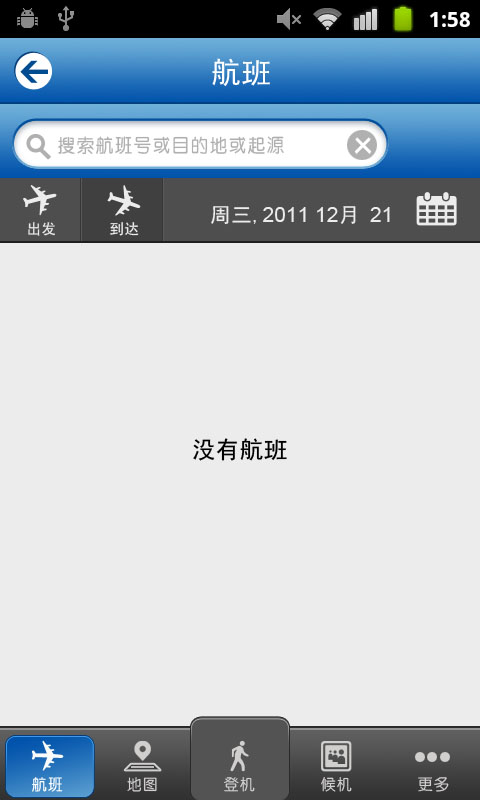 1:58
航班
搜索航班号或目的地或起源
出发
到达
周三, 2011 12月 21
没有航班
航班
地图
登机
候机
更多